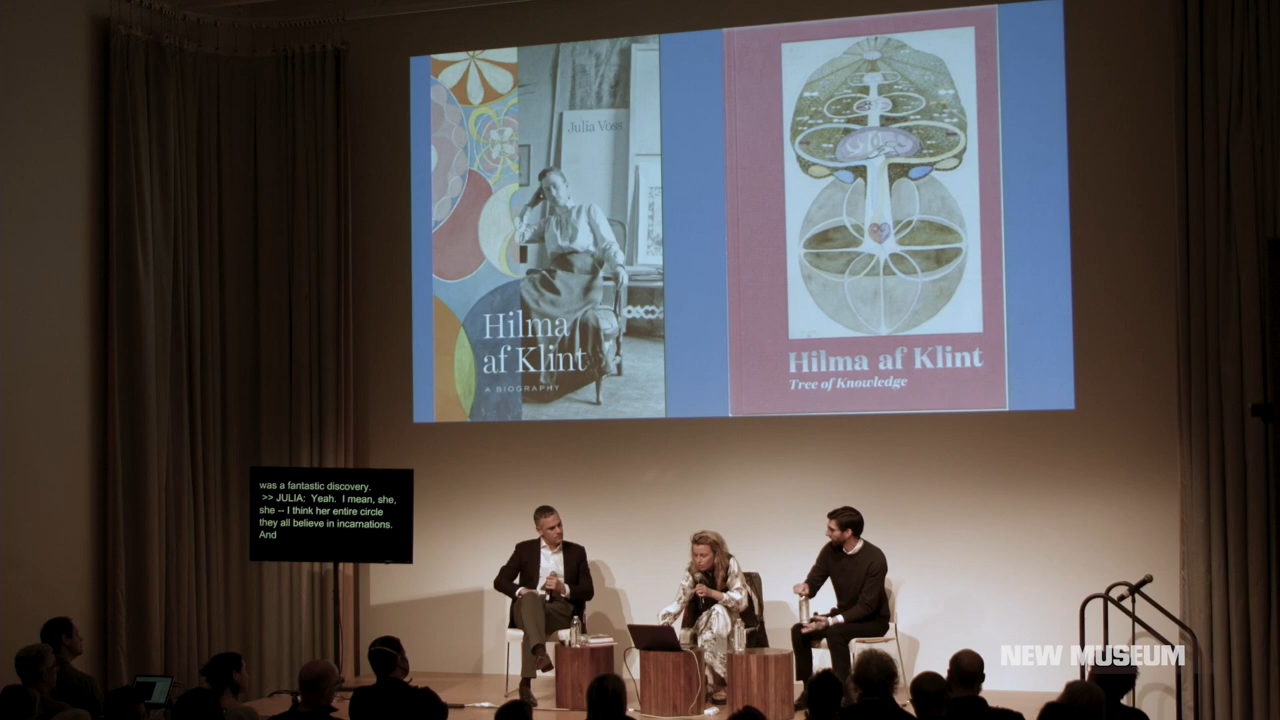 Julia Voss
Hilma
af Klint
A BIOGRAPHY
Hilma af Klint
Tree of Knowledge
was a fantastic discovery.
>> JULIA: Yeah. I mean, she,
she -- I think her entire circle
they all believe in incarnations.
And
NEW MUSEUM